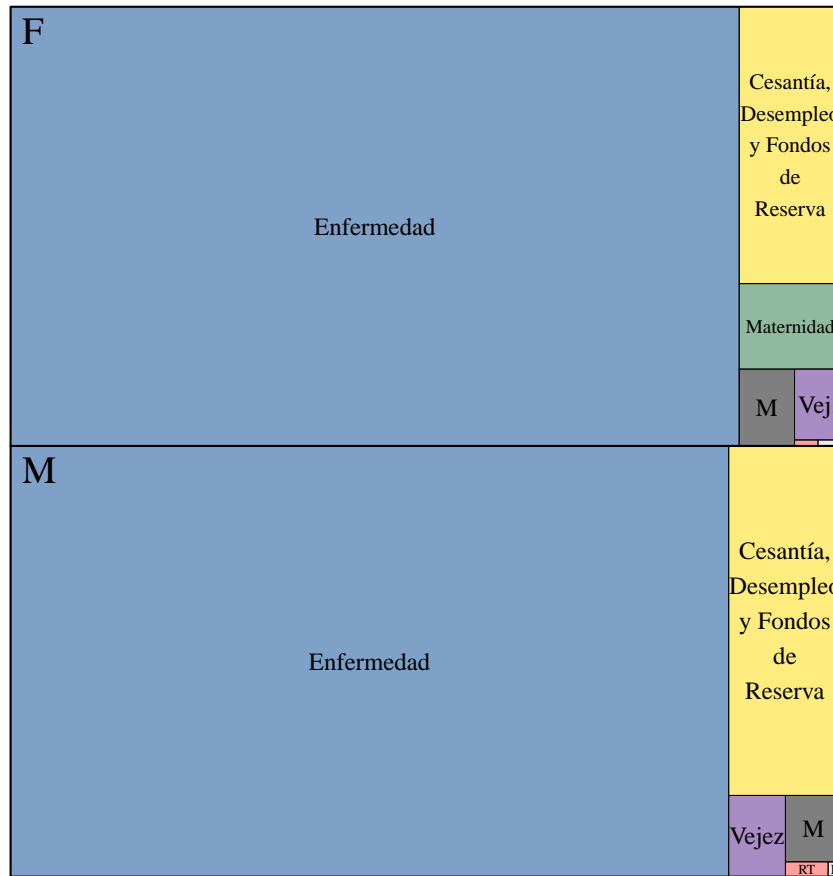 F
Enfermedad
Cesantía,
Desempleo
y Fondos
de
Reserva
Maternidad
M
Vej
M
Enfermedad
Cesantía,
Desempleo
y Fondos
de
Reserva
Vejez
M
RT